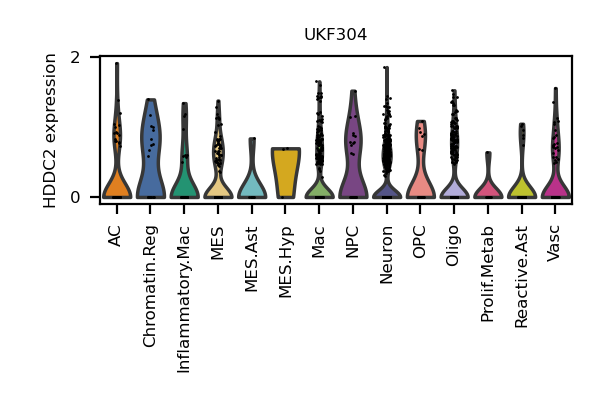 UKF304
HDDC2 expression
2
0
AC
Chromatin.Reg
Inflammatory.Mac
MES
MES.Ast
MES.Hyp
Mac
NPC
Neuron
OPC
Oligo
Prolif.Metab
Reactive.Ast
Vasc